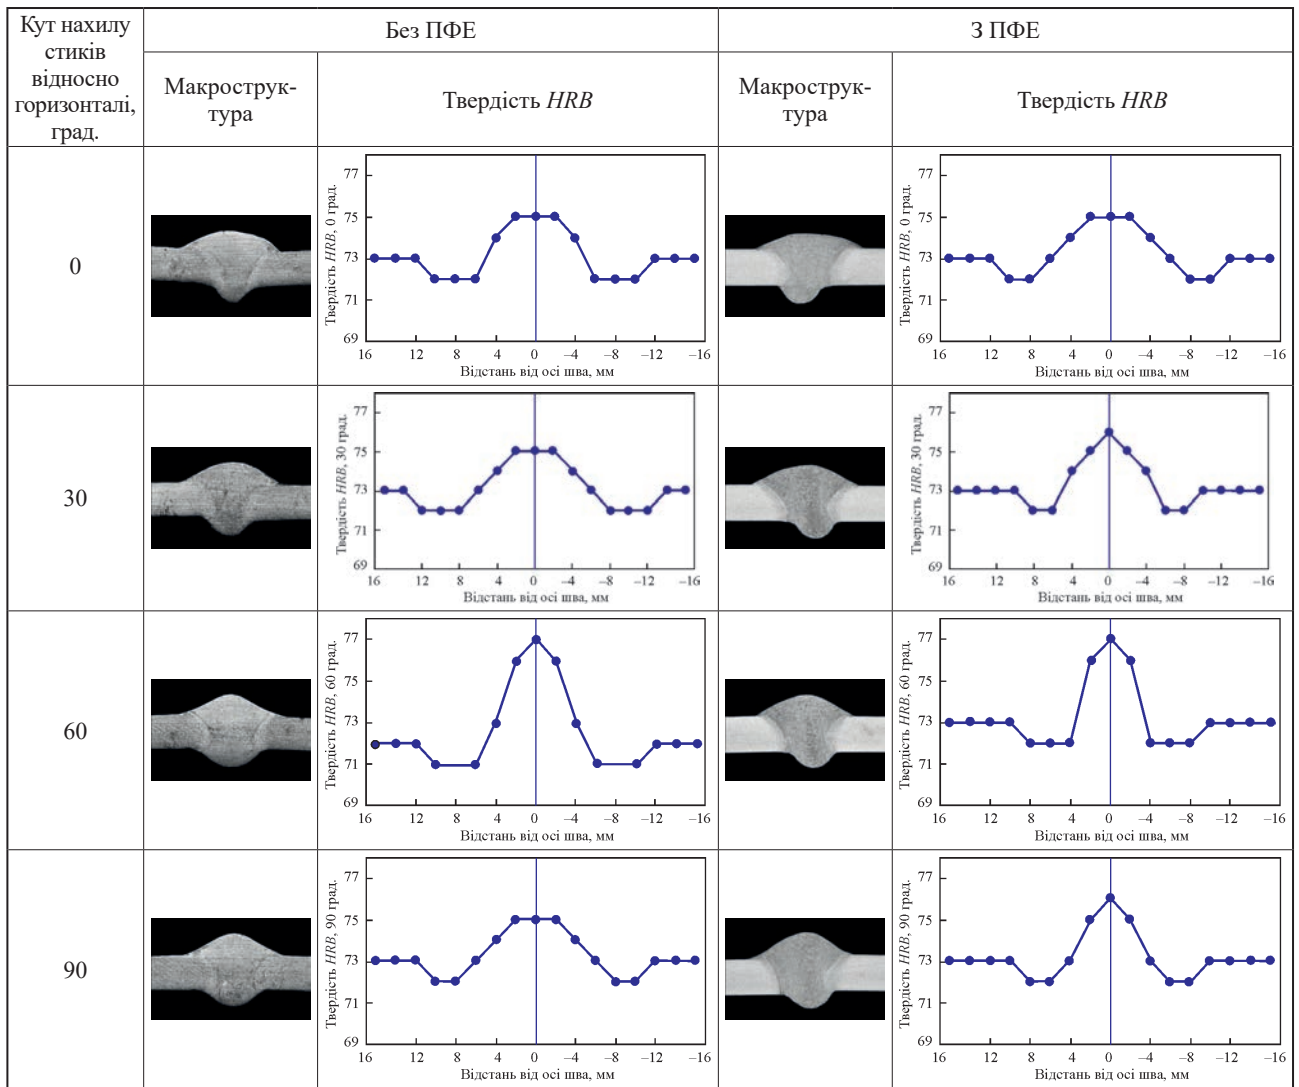 Кут нахилу
стиків
відносно
горизонталі,
град.
Без ПФЕ
З ПФЕ
Макрострук-
тура
Твердість HRB
Макрострук-
тура
Твердість HRB
0
Твердість HRB, 0 град.
77
75
73
71
69
16 12 8 4 0 –4 –8 –12 –16
Відстань від осі шва, мм
Твердість HRB, 0 град.
77
75
73
71
69
16 12 8 4 0 –4 –8 –12 –16
Відстань від осі шва, мм
30
Твердість HRB, 30 град.
77
75
73
71
69
16 12 8 4 0 –4 –8 –12 –16
Відстань від осі шва, мм
Твердість HRB, 30 град.
77
75
73
71
69
16 12 8 4 0 –4 –8 –12 –16
Відстань від осі шва, мм
60
Твердість HRB, 60 град.
77
75
73
71
69
16 12 8 4 0 –4 –8 –12 –16
Відстань від осі шва, мм
Твердість HRB, 60 град.
77
75
73
71
69
16 12 8 4 0 –4 –8 –12 –16
Відстань від осі шва, мм
90
Твердість HRB, 90 град.
77
75
73
71
69
16 12 8 4 0 –4 –8 –12 –16
Відстань від осі шва, мм
Твердість HRB, 90 град.
77
75
73
71
69
16 12 8 4 0 –4 –8 –12 –16
Відстань від осі шва, мм